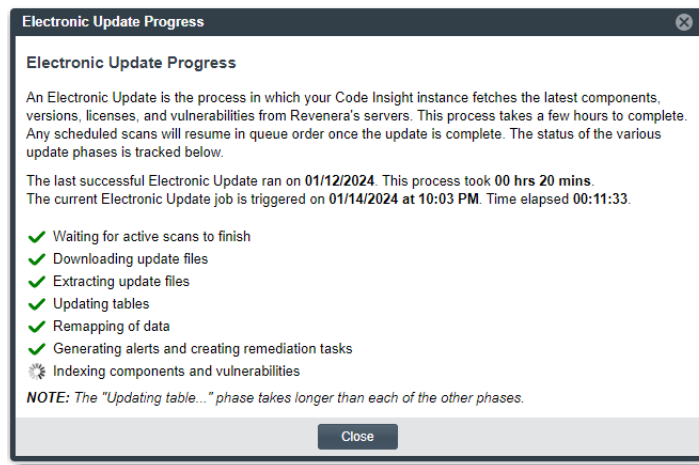 Electronic Update Progress
Electronic Update Progress
An Electronic Update is the process in which your Code Insight instance fetches the latest components,
versions, licenses, and vulnerabilities from Revenera's servers. This process takes a few hours to complete.
Any scheduled scans will resume in queue order once the update is complete. The status of the various
update phases is tracked below.
The last successful Electronic Update ran on 01/12/2024. This process took 00 hrs 20 mins.
The current Electronic Update job is triggered on 01/14/2024 at 10:03 PM. Time elapsed 00:11:33.
Waiting for active scans to finish
Downloading update files
Extracting update files
Updating tables
Remapping of data
Generating alerts and creating remediation tasks
Indexing components and vulnerabilities
NOTE: The "Updating table..." phase takes longer than each of the other phases.
Close